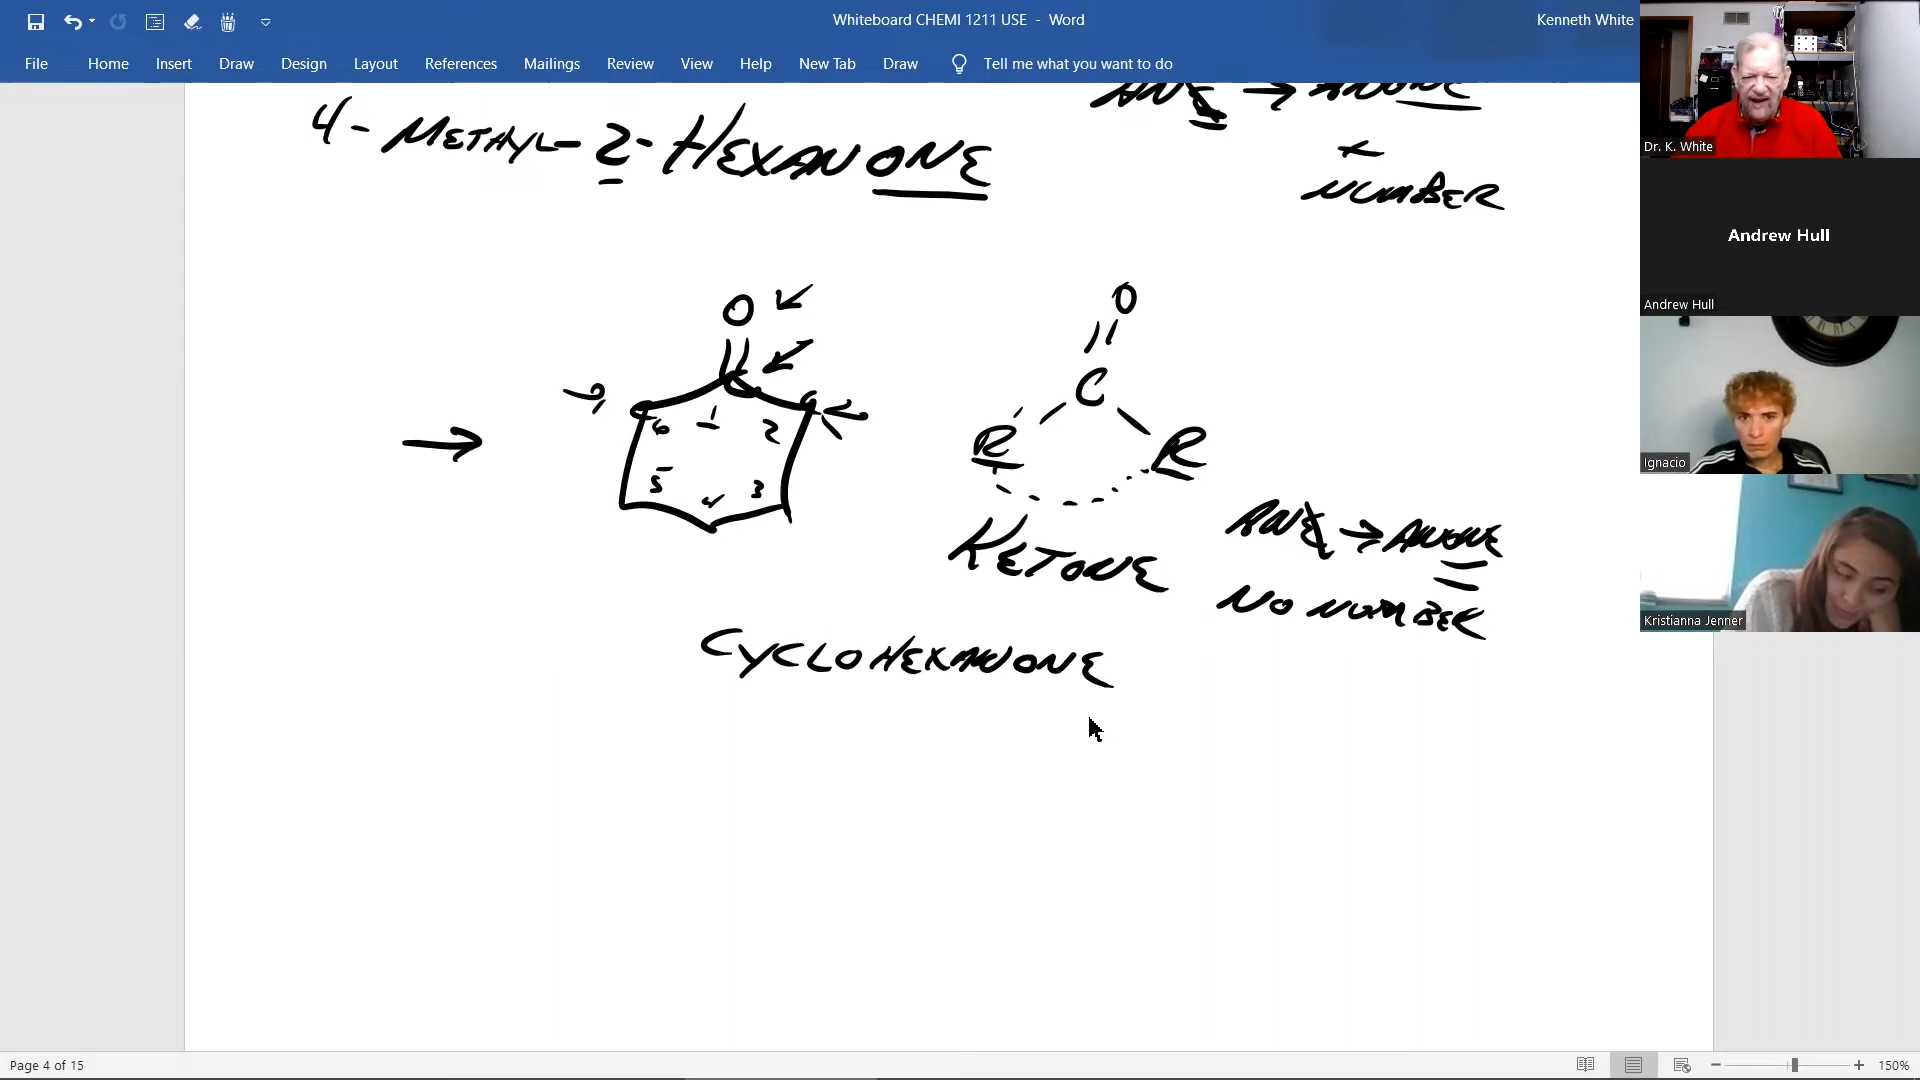 Whiteboard CHEMI 1211 USE - Word
Kenneth White
File Home Insert Draw Design Layout References Mailings Review View Help New Tab Draw Tell me what you want to do
ANE → ANONE
+
NUMBER
4-METHYL-2-HEXANONE
O
6 1 2
5 4 3
O
C
R R
KETONE
ANE → ANONE
NO NUMBER
CYCLOHEXANONE
Dr. K. White
Andrew Hull
Andrew Hull
Ignacio
Kristianna Jenner
Page 4 of 15
150%